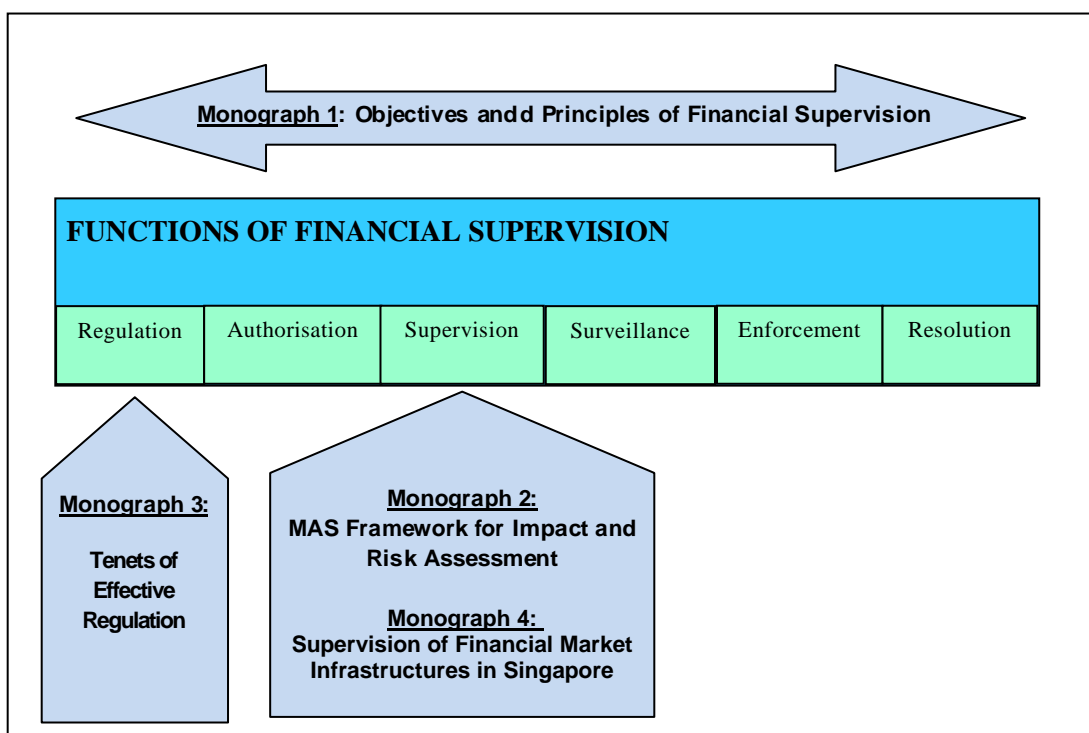 Monograph 1: Objectives andd Principles of Financial Supervision
FUNCTIONS OF FINANCIAL SUPERVISION
Regulation Authorisation Supervision Surveillance Enforcement Resolution
Monograph 3:
Tenets of
Effective
Regulation
Monograph 2:
MAS Framework for Impact and
Risk Assessment
Monograph 4:
Supervision of Financial Market
Infrastructures in Singapore